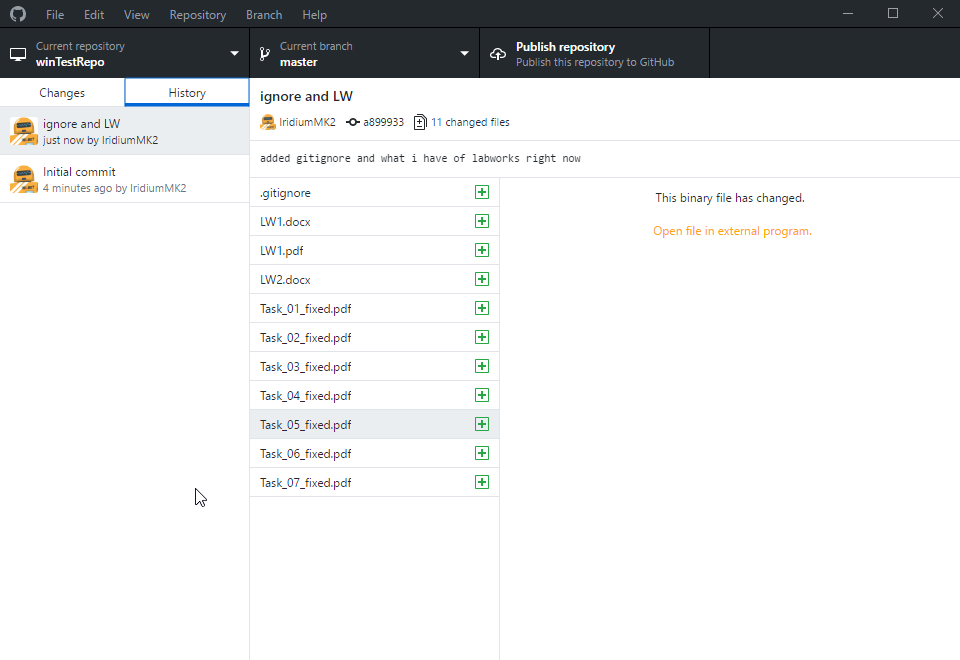 File Edit View Repository Branch Help
Current repository
winTestRepo
Current branch
master
Publish repository
Publish this repository to GitHub
Changes History
ignore and LW
just now by IridiumMK2
Initial commit
4 minutes ago by IridiumMK2
ignore and LW
IridiumMK2 a899933 11 changed files
added gitignore and what i have of labworks right now
.gitignore
LW1.docx
LW1.pdf
LW2.docx
Task_01_fixed.pdf
Task_02_fixed.pdf
Task_03_fixed.pdf
Task_04_fixed.pdf
Task_05_fixed.pdf
Task_06_fixed.pdf
Task_07_fixed.pdf
This binary file has changed.
Open file in external program.